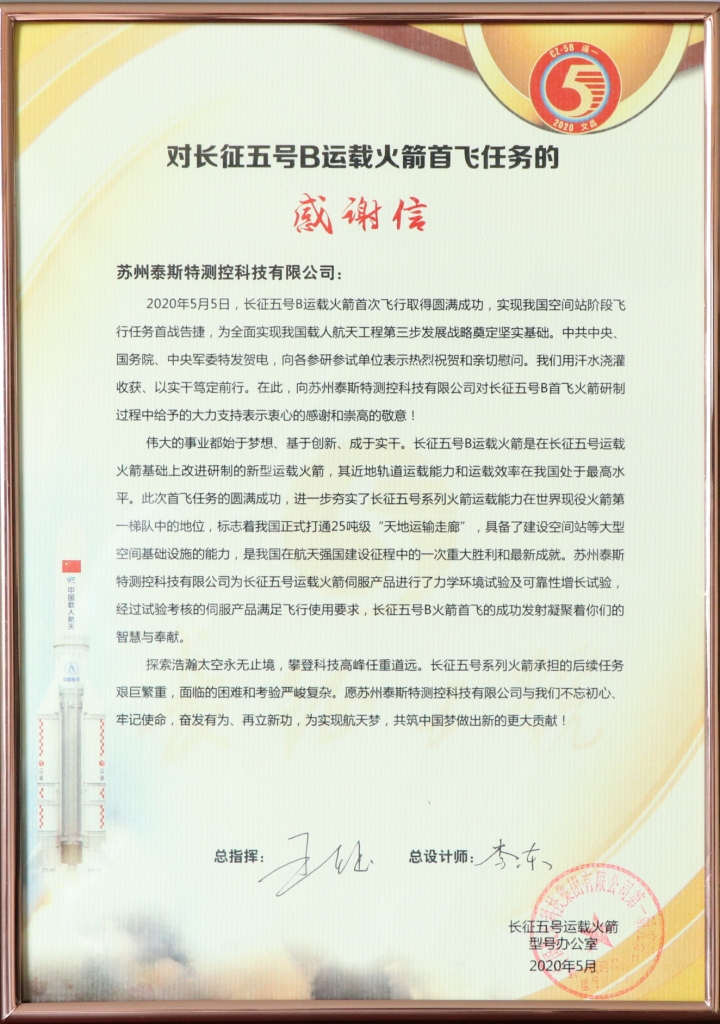 CZ-5B 遥一
5
2020 文昌
对长征五号B运载火箭首飞任务的
感谢信
苏州泰斯特测控科技有限公司：
2020年5月5日，长征五号B运载火箭首次飞行取得圆满成功，实现我国空间站阶段飞
行任务首战告捷，为全面实现我国载人航天工程第三步发展战略奠定坚实基础。中共中央、
国务院、中央军委特发贺电，向各参研参试单位表示热烈祝贺和亲切慰问。我们用汗水浇灌
收获、以实干笃定前行。在此，向苏州泰斯特测控科技有限公司对长征五号B首飞火箭研制
过程中给予的大力支持表示衷心的感谢和崇高的敬意！
伟大的事业都始于梦想、基于创新、成于实干。长征五号B运载火箭是在长征五号运载
火箭基础上改进研制的新型运载火箭，其近地轨道运载能力和运载效率在我国处于最高水
平。此次首飞任务的圆满成功，进一步夯实了长征五号系列火箭运载能力在世界现役火箭第
一梯队中的地位，标志着我国正式打通25吨级“天地运输走廊”，具备了建设空间站等大型
空间基础设施的能力，是我国在航天强国建设征程中的一次重大胜利和最新成就。苏州泰斯
特测控科技有限公司为长征五号运载火箭伺服产品进行了力学环境试验及可靠性增长试验，
经过试验考核的伺服产品满足飞行使用要求，长征五号B火箭首飞的成功发射凝聚着你们的
智慧与奉献。
探索浩瀚太空永无止境，攀登科技高峰任重道远。长征五号系列火箭承担的后续任务
艰巨繁重，面临的困难和考验严峻复杂。愿苏州泰斯特测控科技有限公司与我们不忘初心、
牢记使命，奋发有为、再立新功，为实现航天梦，共筑中国梦做出新的更大贡献！
中国载人航天
总指挥：王珏
总设计师：李东
长征五号运载火箭
型号办公室
2020年5月